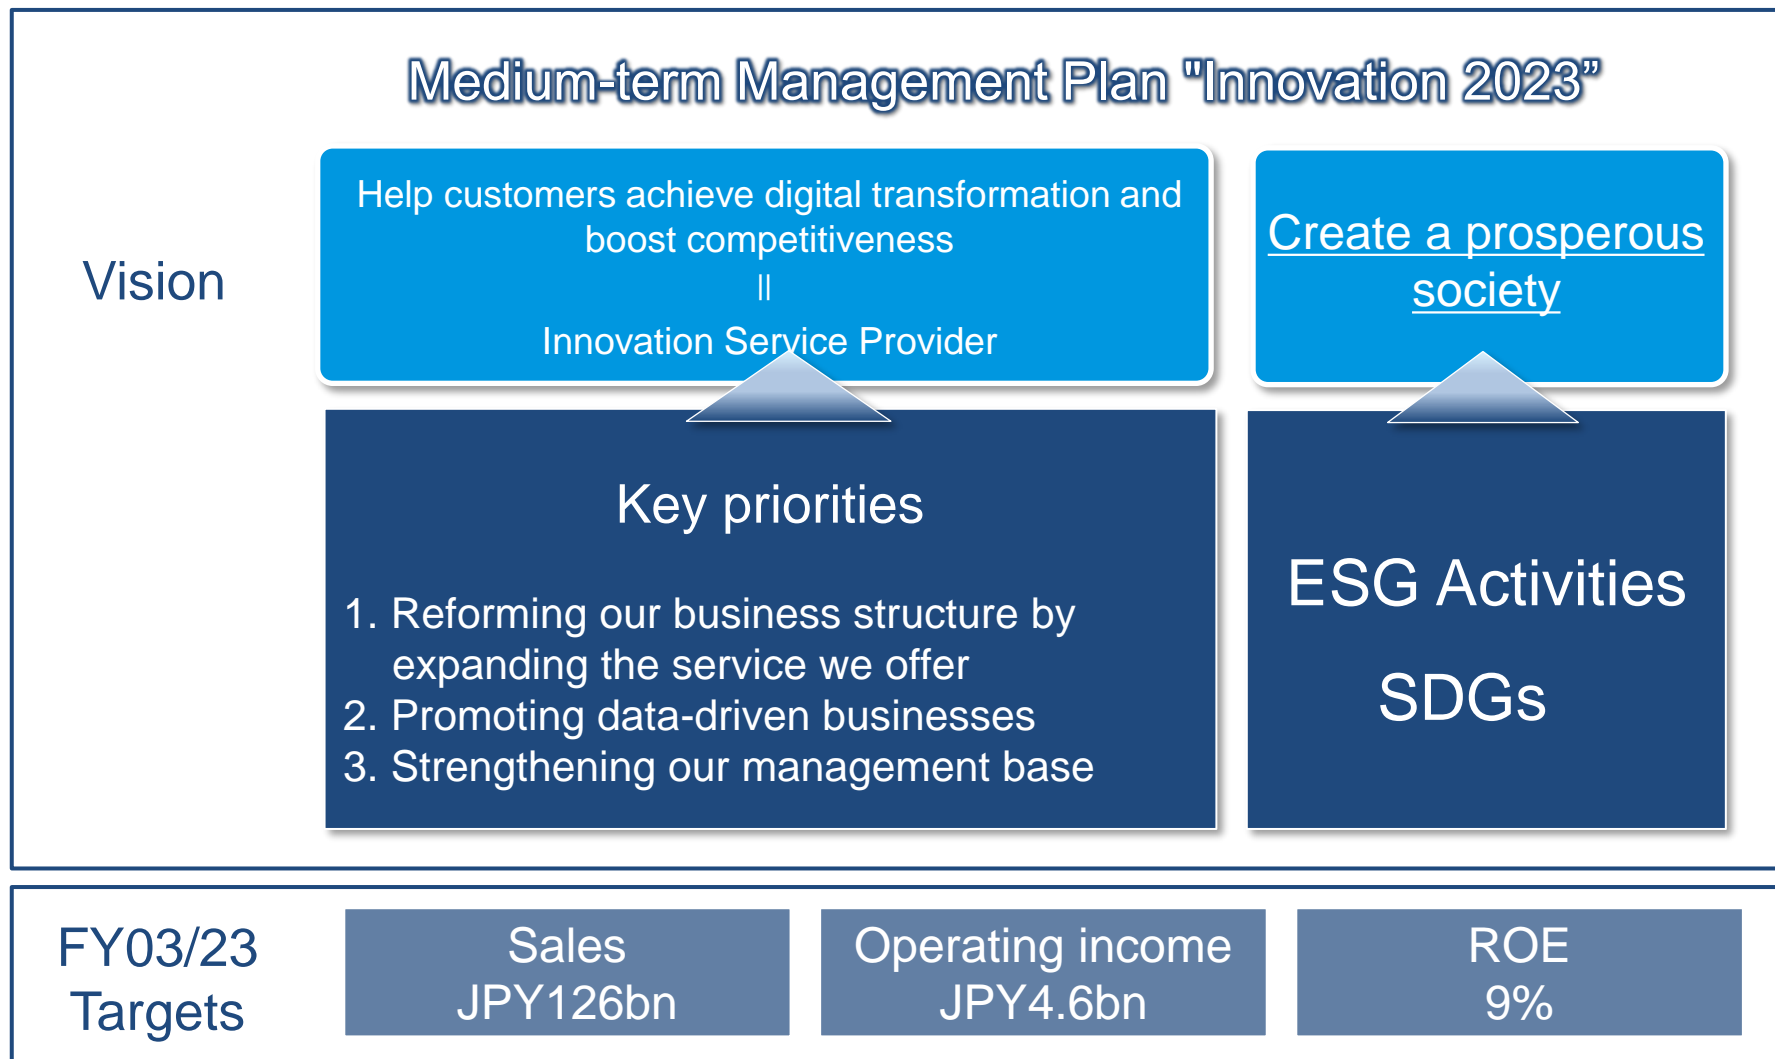 Medium-term Management Plan "Innovation 2023”
Vision
Help customers achieve digital transformation and
boost competitiveness
||
Innovation Service Provider
Create a prosperous
society
Key priorities
1. Reforming our business structure by
expanding the service we offer
2. Promoting data-driven businesses
3. Strengthening our management base
ESG Activities
SDGs
FY03/23
Targets
Sales
JPY126bn
Operating income
JPY4.6bn
ROE
9%